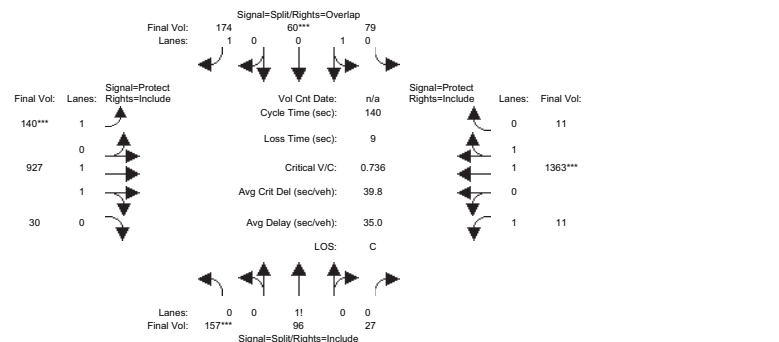 Signal=Split/Rights=Overlap
Final Vol: 174 60*** 79
Lanes: 1 0 0 1 0
Signal=Protect Signal=Protect
Final Vol: Lanes: Rights=Include Vol Cnt Date: n/a Rights=Include Lanes: Final Vol:
Cycle Time (sec): 140
140*** 1 0 11
Loss Time (sec): 9
0 1
927 1 Critical V/C: 0.736 1 1363***
1 Avg Crit Del (sec/veh): 39.8 0
30 0 Avg Delay (sec/veh): 35.0 1 11
LOS: C
Lanes: 0 0 1! 0 0
Final Vol: 157*** 96 27
Signal=Split/Rights=Include